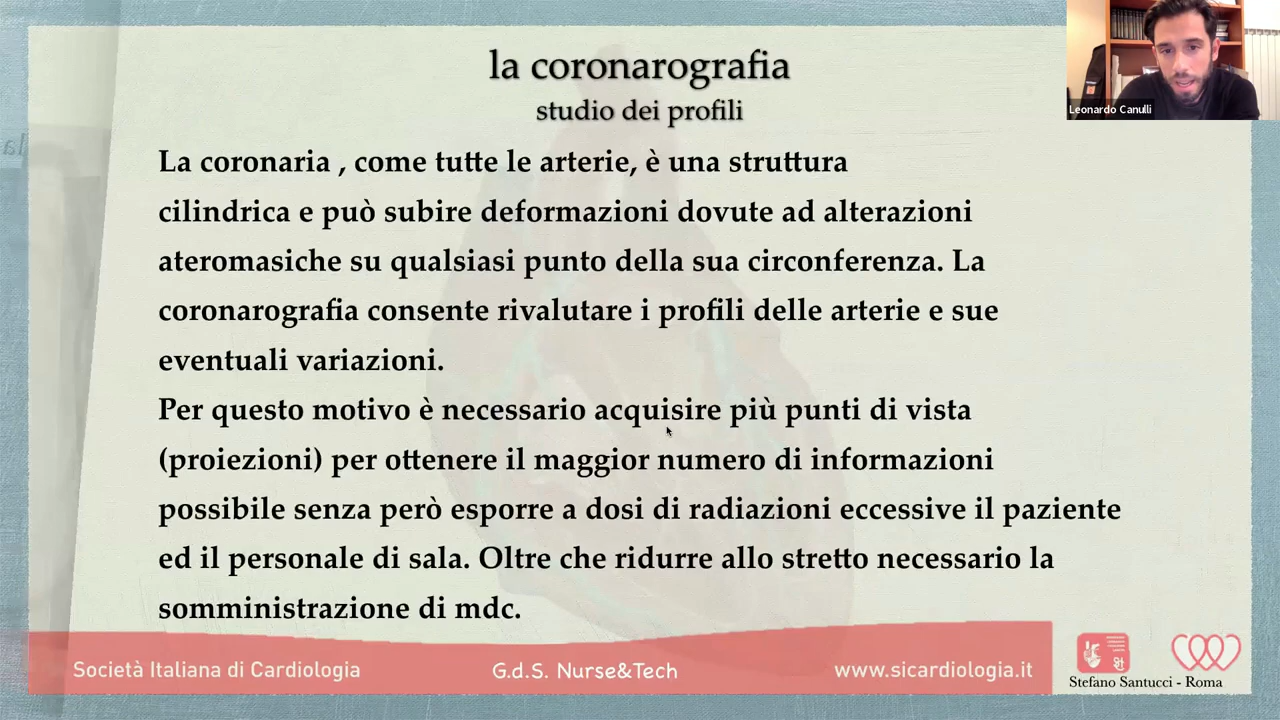 la coronarografia
studio dei profili
Leonardo Canulli
La coronaria , come tutte le arterie, è una struttura
cilindrica e può subire deformazioni dovute ad alterazioni
ateromasiche su qualsiasi punto della sua circonferenza. La
coronarografia consente rivalutare i profili delle arterie e sue
eventuali variazioni.
Per questo motivo è necessario acquisire più punti di vista
(proiezioni) per ottenere il maggior numero di informazioni
possibile senza però esporre a dosi di radiazioni eccessive il paziente
ed il personale di sala. Oltre che ridurre allo stretto necessario la
somministrazione di mdc.
Società Italiana di Cardiologia
G.d.S. Nurse&Tech
www.sicardiologia.it
Stefano Santucci - Roma